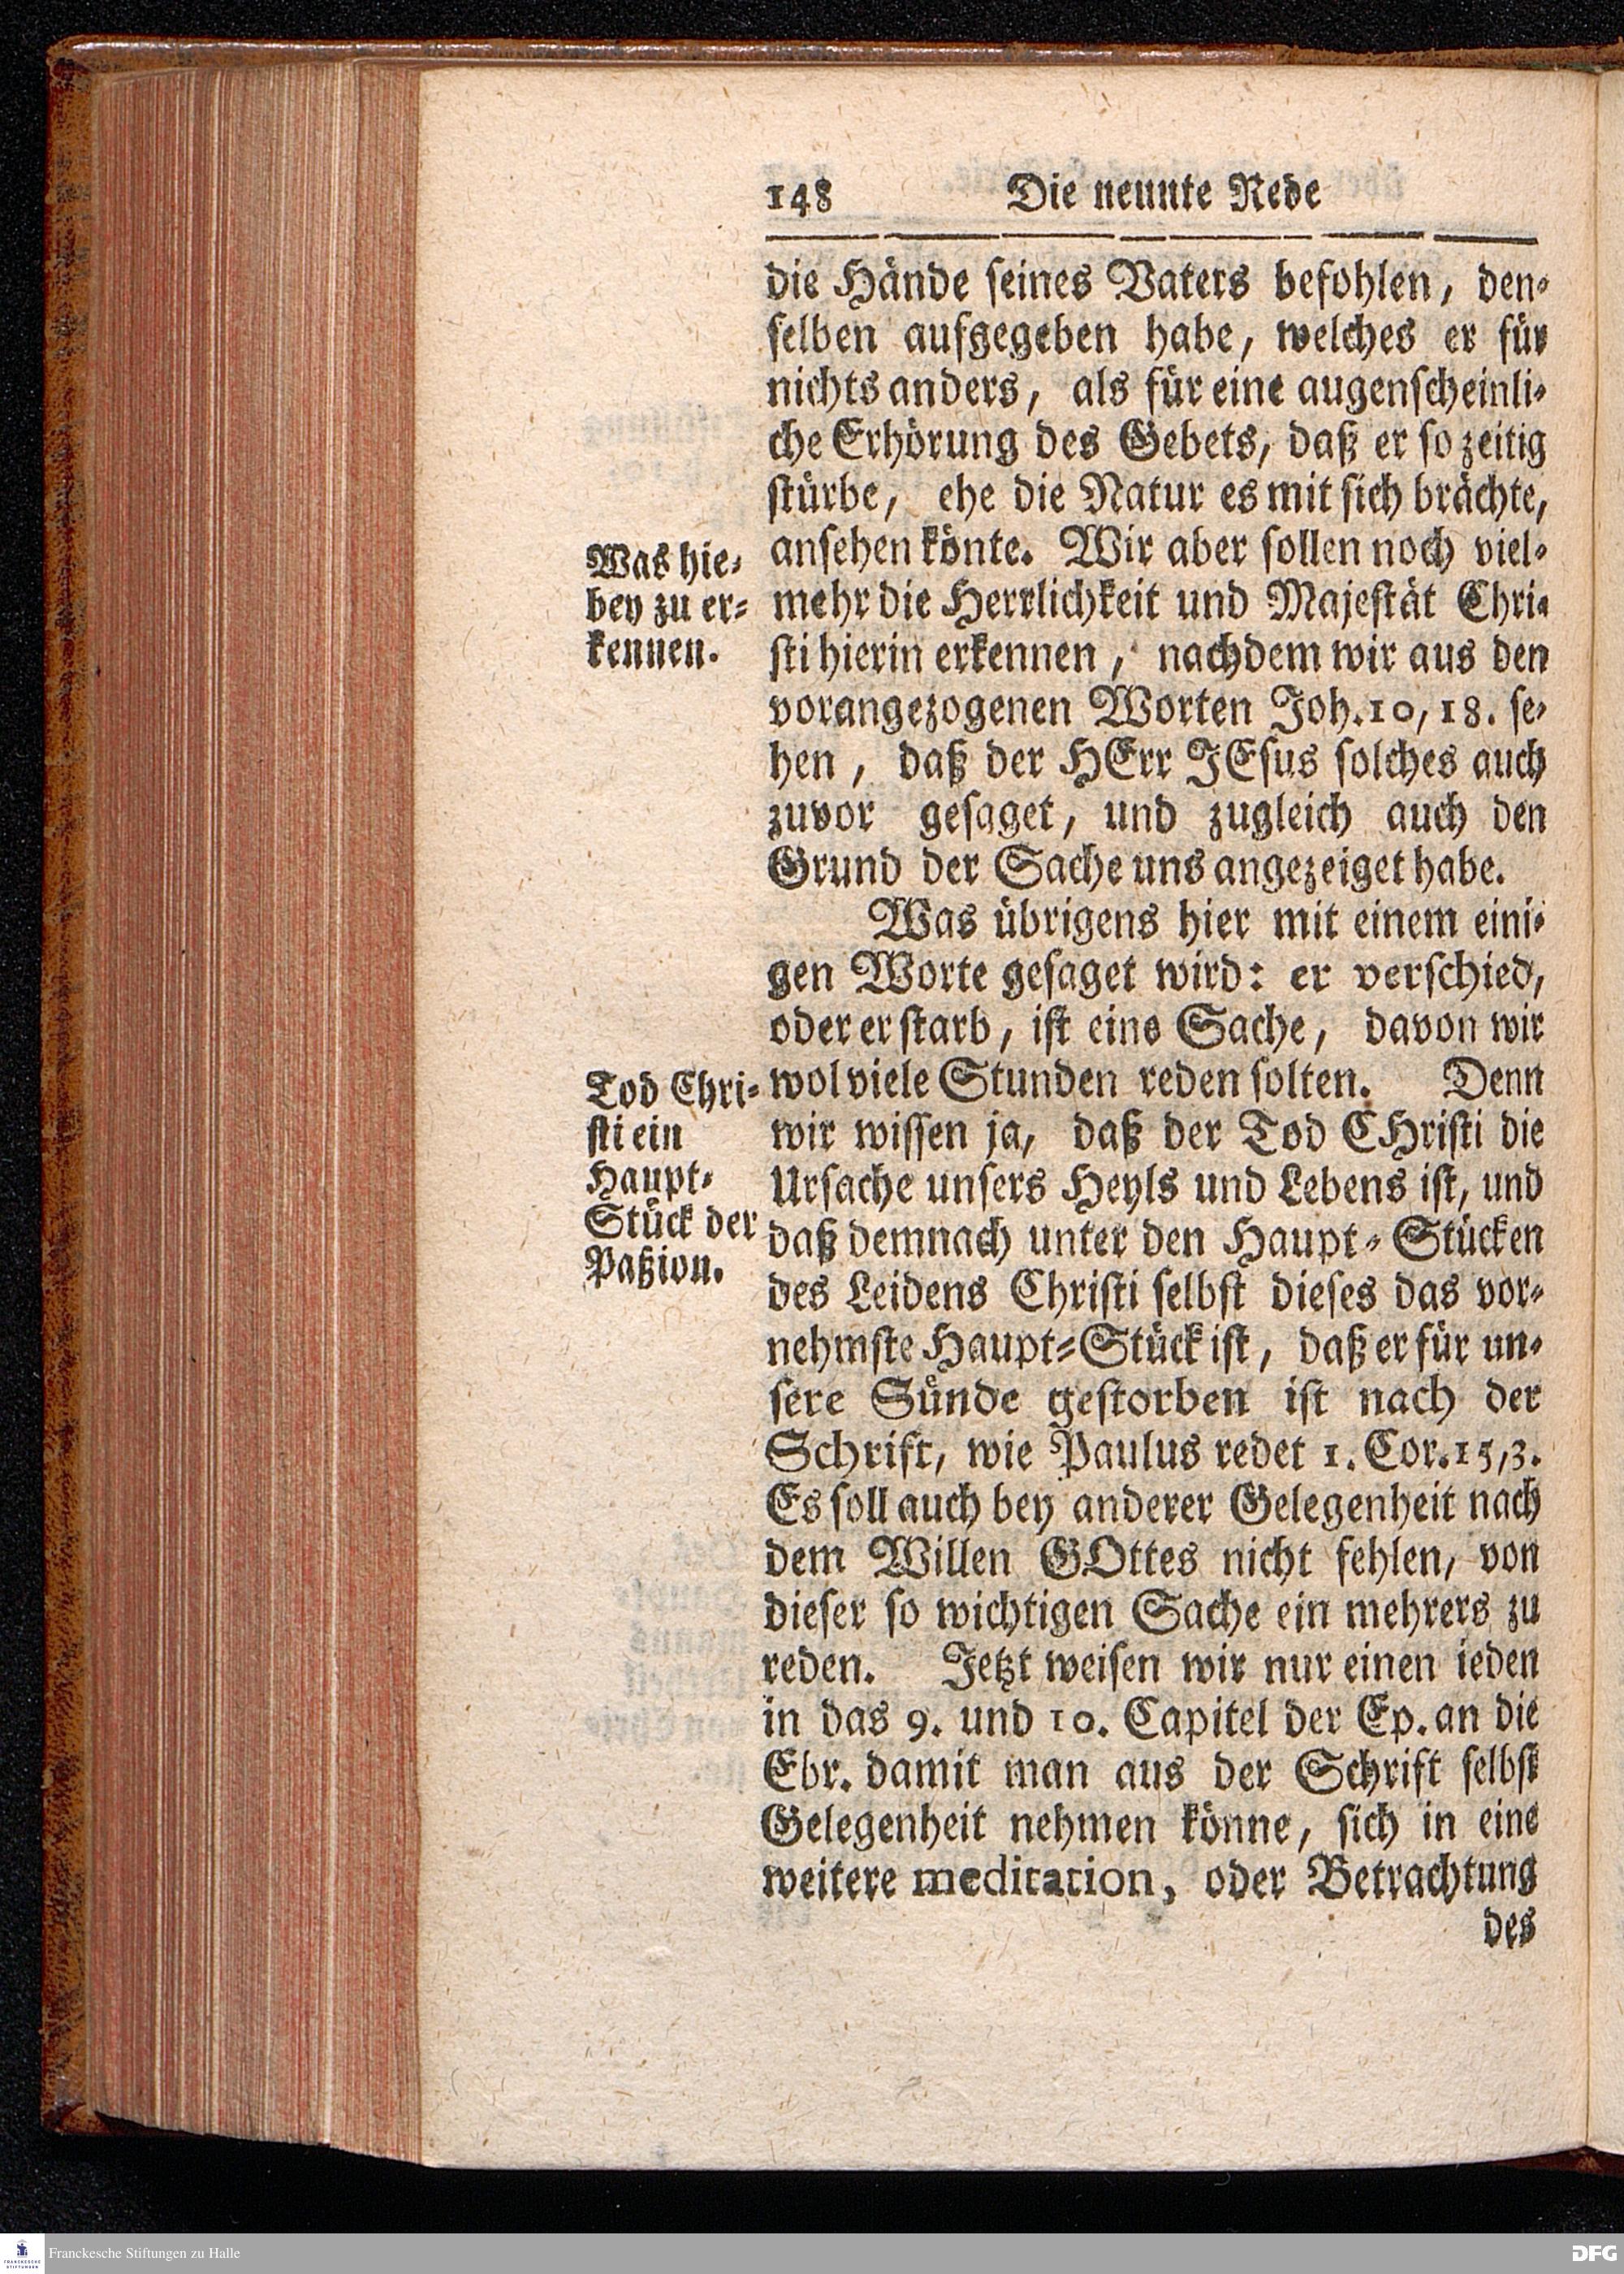 148 Die neunte Rede
die Hände seines Vaters befohlen, den-
selben aufgegeben habe, welches er für
nichts anders, als für eine augenscheinli-
che Erhörung des Gebets, daß er so zeitig
stürbe, ehe die Natur es mit sich brächte,
ansehen könte. Wir aber sollen noch viel-
mehr die Herrlichkeit und Majestät Chri-
sti hierin erkennen, nachdem wir aus den
vorangezogenen Worten Joh. 10, 18. se-
hen, daß der HErr JEsus solches auch
zuvor gesaget, und zugleich auch den
Grund der Sache uns angezeiget habe.
Was hie-
bey zu er-
kennen.
Was übrigens hier mit einem eini-
gen Worte gesaget wird: er verschied,
oder er starb, ist eine Sache, davon wir
wol viele Stunden reden solten. Denn
wir wissen ja, daß der Tod CHristi die
Ursache unsers Heyls und Lebens ist, und
daß demnach unter den Haupt-Stücken
des Leidens Christi selbst dieses das vor-
nehmste Haupt-Stück ist, daß er für un-
sere Sünde gestorben ist nach der
Schrift, wie Paulus redet 1. Cor. 15, 3.
Es soll auch bey anderer Gelegenheit nach
dem Willen GOttes nicht fehlen, von
dieser so wichtigen Sache ein mehrers zu
reden. Jetzt weisen wir nur einen ieden
in das 9. und 10. Capitel der Ep. an die
Ebr. damit man aus der Schrift selbst
Gelegenheit nehmen könne, sich in eine
weitere meditation, oder Betrachtung
des
Tod Chri-
sti ein
Haupt-
Stück der
Paßion.
FRANCKESCHE
STIFTUNGEN
Franckesche Stiftungen zu Halle
DFG